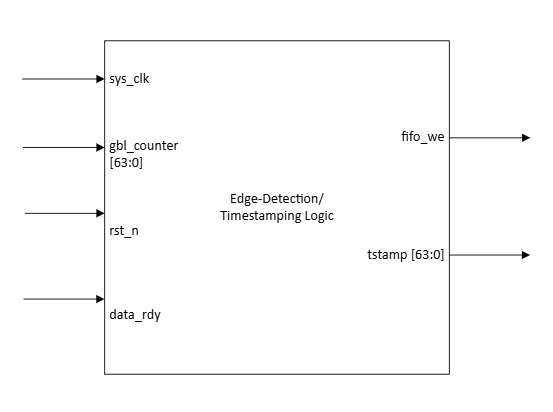 sys_clk
gbl_counter
[63:0]
rst_n
data_rdy
Edge-Detection/
Timestamping Logic
fifo_we
tstamp [63:0]